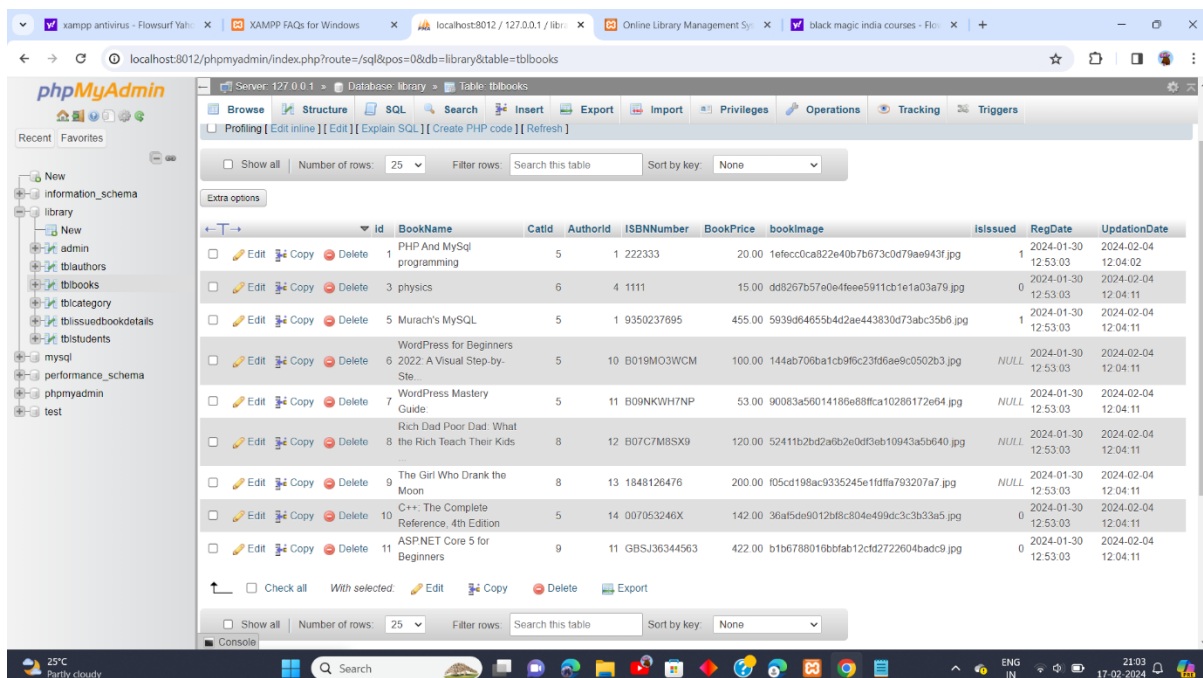 xampp antivirus - Flowsurf Yaho
XAMPP FAQs for Windows
localhost:8012 / 127.0.0.1 / libra
Online Library Management Sys
black magic india courses - Flo
localhost:8012/phpmyadmin/index.php?route=/sql&pos=0&db=library&table=tblbooks
phpMyAdmin
Recent Favorites
New
information_schema
library
New
admin
tblauthors
tblbooks
tblcategory
tblissuedbookdetails
tblstudents
mysql
performance_schema
phpmyadmin
test
Server: 127.0.0.1 » Database: library » Table: tblbooks
Browse Structure SQL Search Insert Export Import Privileges Operations Tracking Triggers
Profiling [ Edit inline ] [ Edit ] [ Explain SQL ] [ Create PHP code ] [ Refresh ]
Show all | Number of rows: 25 Filter rows: Search this table Sort by key: None
Extra options
id BookName CatId AuthorId ISBNNumber BookPrice bookImage isIssued RegDate UpdationDate
Edit Copy Delete 1 PHP And MySql programming 5 1 222333 20.00 1efecc0ca822e40b7b673c0d79ae943f.jpg 1 2024-01-30 12:53:03 2024-02-04 12:04:02
Edit Copy Delete 3 physics 6 4 1111 15.00 dd8267b57e0e4feee5911cb1e1a03a79.jpg 0 2024-01-30 12:53:03 2024-02-04 12:04:11
Edit Copy Delete 5 Murach's MySQL 5 1 9350237695 455.00 5939d64655b4d2ae443830d73abc35b6.jpg 1 2024-01-30 12:53:03 2024-02-04 12:04:11
Edit Copy Delete 6 WordPress for Beginners 2022: A Visual Step-by-Ste... 5 10 B019MO3WCM 100.00 144ab706ba1cb9f6c23fd6ae9c0502b3.jpg NULL 2024-01-30 12:53:03 2024-02-04 12:04:11
Edit Copy Delete 7 WordPress Mastery Guide: 5 11 B09NKWH7NP 53.00 90083a56014186e88ffca10286172e64.jpg NULL 2024-01-30 12:53:03 2024-02-04 12:04:11
Edit Copy Delete 8 Rich Dad Poor Dad: What the Rich Teach Their Kids ... 8 12 B07C7M8SX9 120.00 52411b2bd2a6b2e0df3eb10943a5b640.jpg NULL 2024-01-30 12:53:03 2024-02-04 12:04:11
Edit Copy Delete 9 The Girl Who Drank the Moon 8 13 1848126476 200.00 f05cd198ac9335245e1fdffa793207a7.jpg NULL 2024-01-30 12:53:03 2024-02-04 12:04:11
Edit Copy Delete 10 C++: The Complete Reference, 4th Edition 5 14 007053246X 142.00 36af5de9012bf8c804e499dc3c3b33a5.jpg 0 2024-01-30 12:53:03 2024-02-04 12:04:11
Edit Copy Delete 11 ASP.NET Core 5 for Beginners 9 11 GBSJ36344563 422.00 b1b6788016bbfab12cfd2722604badc9.jpg 0 2024-01-30 12:53:03 2024-02-04 12:04:11
Check all With selected: Edit Copy Delete Export
Show all | Number of rows: 25 Filter rows: Search this table Sort by key: None
Console
25°C
Partly cloudy
Search
ENG
IN
21:03
17-02-2024